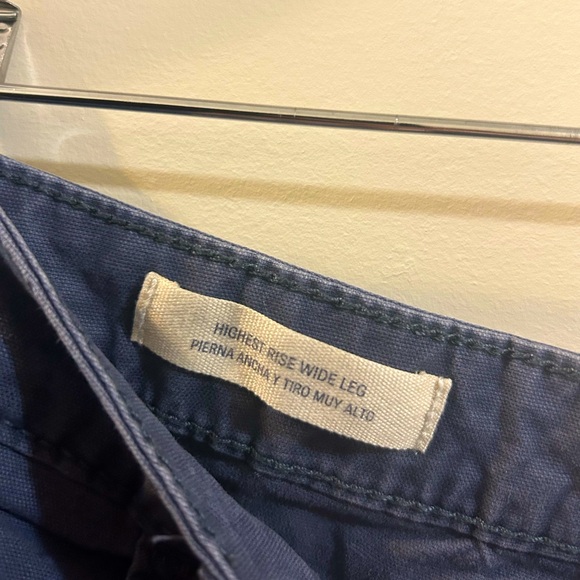 HIGHEST RISE WIDE LEG
PIERNA ANCHA Y TIRO MUY ALTO